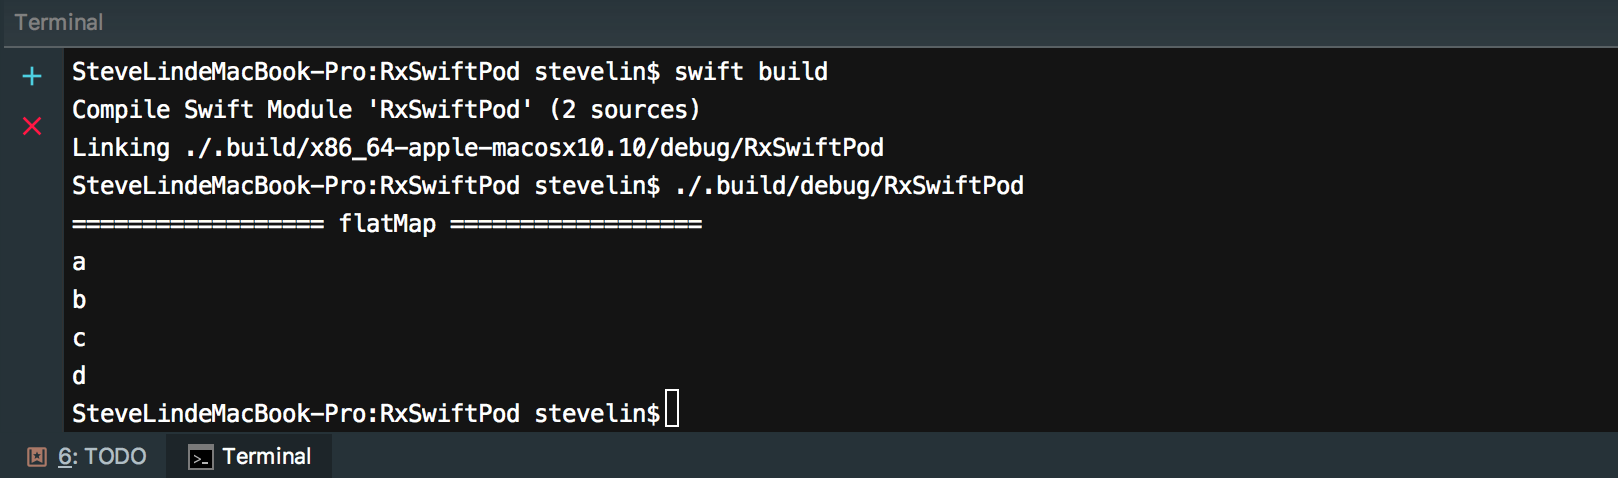 Terminal
SteveLindeMacBook-Pro:RxSwiftPod stevelin$ swift build
Compile Swift Module 'RxSwiftPod' (2 sources)
Linking ./.build/x86_64-apple-macosx10.10/debug/RxSwiftPod
SteveLindeMacBook-Pro:RxSwiftPod stevelin$ ./.build/debug/RxSwiftPod
================== flatMap ==================
a
b
c
d
SteveLindeMacBook-Pro:RxSwiftPod stevelin$
6: TODO Terminal